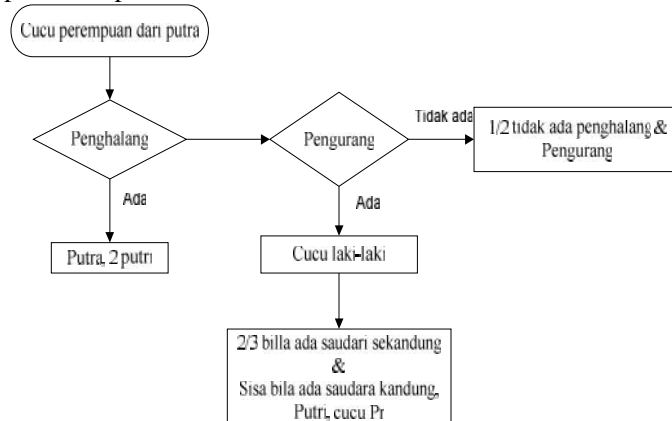 Cucu perempuan dari putra
Penghalang
Pengurang
Tidak ada
1/2 tidak ada penghalang &
Pengurang
Ada
Ada
Putra, 2 putri
Cucu laki-laki
2/3 billa ada saudari sekandung
&
Sisa bila ada saudara kandung,
Putri, cucu Pr